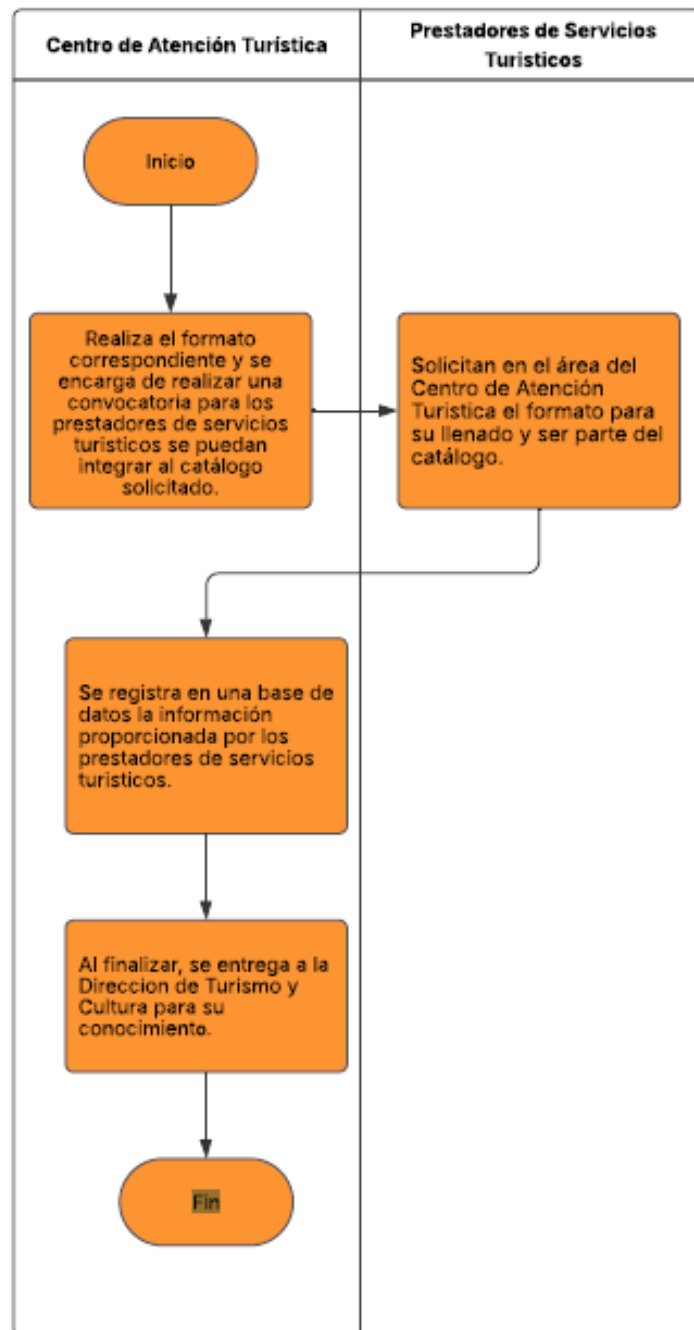 Centro de Atención Turística
Prestadores de Servicios
Turisticos
Inicio
Realiza el formato
correspondiente y se
encarga de realizar una
convocatoria para los
prestadores de servicios
turisticos se puedan
integrar al catálogo
solicitado.
Solicitan en el área del
Centro de Atención
Turistica el formato para
su llenado y ser parte del
catálogo.
Se registra en una base de
datos la información
proporcionada por los
prestadores de servicios
turisticos.
Al finalizar, se entrega a la
Direccion de Turismo y
Cultura para su
conocimiento.
Fin